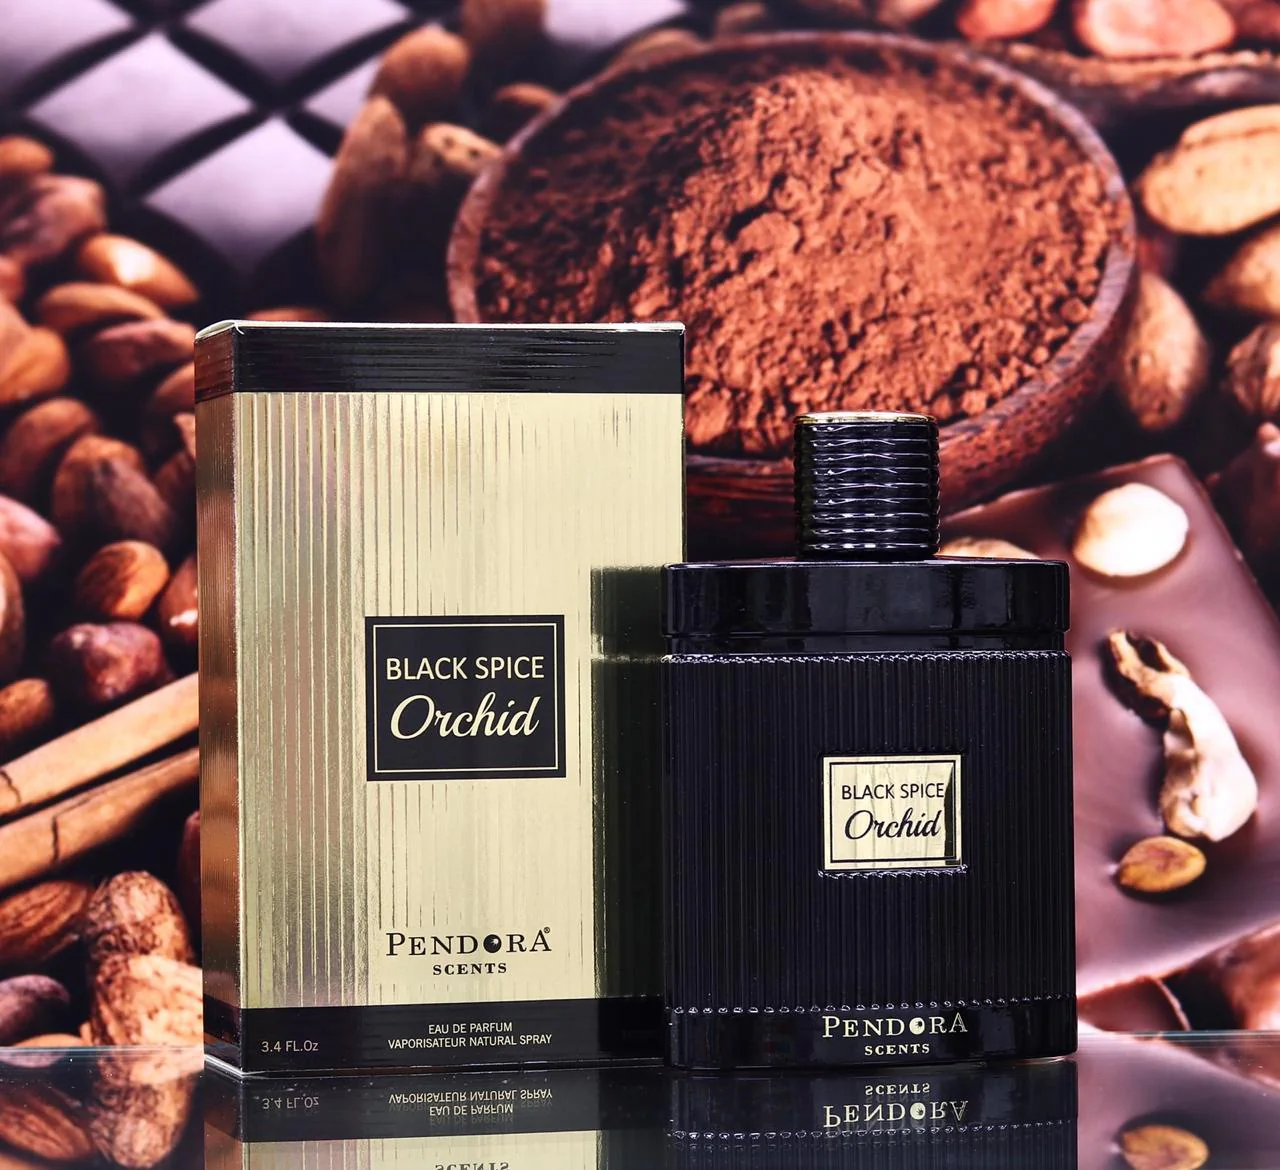 BLACK SPICE
Orchid
PENDORA®
SCENTS
EAU DE PARFUM
VAPORISATEUR NATURAL SPRAY
3.4 FL.Oz
BLACK SPICE
Orchid
PENDORA
SCENTS